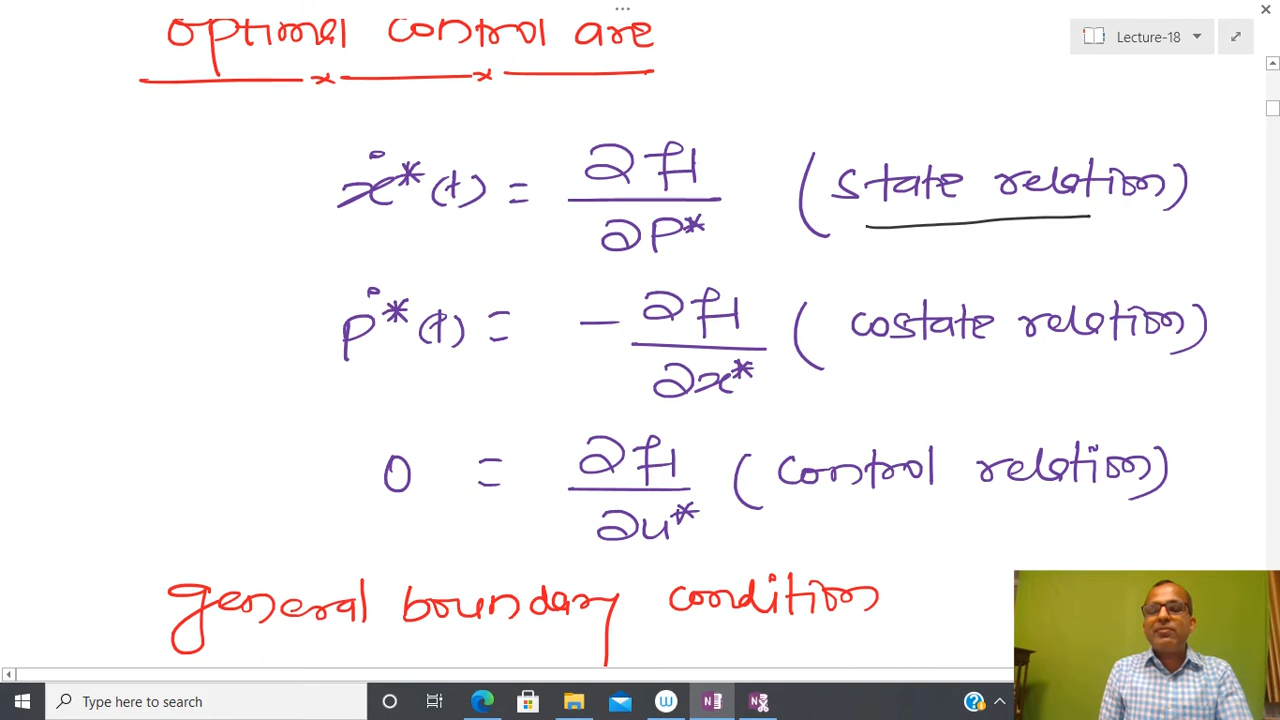 optimal control are
Lecture-18
ẋ*(t) = ∂H/∂P* (state relation)
ṗ*(t) = -∂H/∂x* (costate relation)
0 = ∂H/∂u* (control relation)
general boundary condition
Type here to search